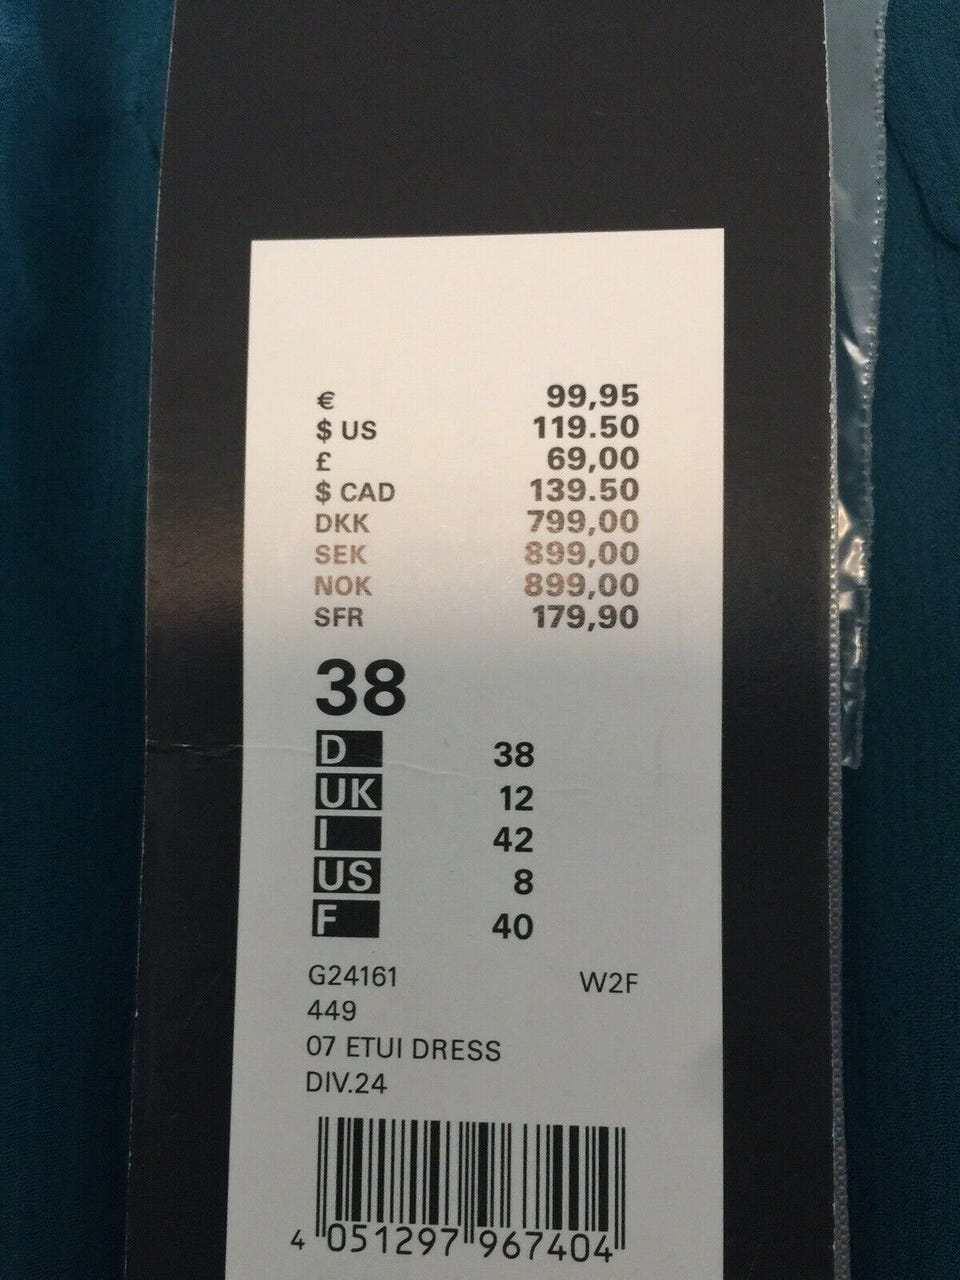 € 99,95
$ US 119.50
£ 69,00
$ CAD 139.50
DKK 799,00
SEK 899,00
NOK 899,00
SFR 179,90
38
D 38
UK 12
I 42
US 8
F 40
G24161 W2F
449
07 ETUI DRESS
DIV.24
4 051297 967404